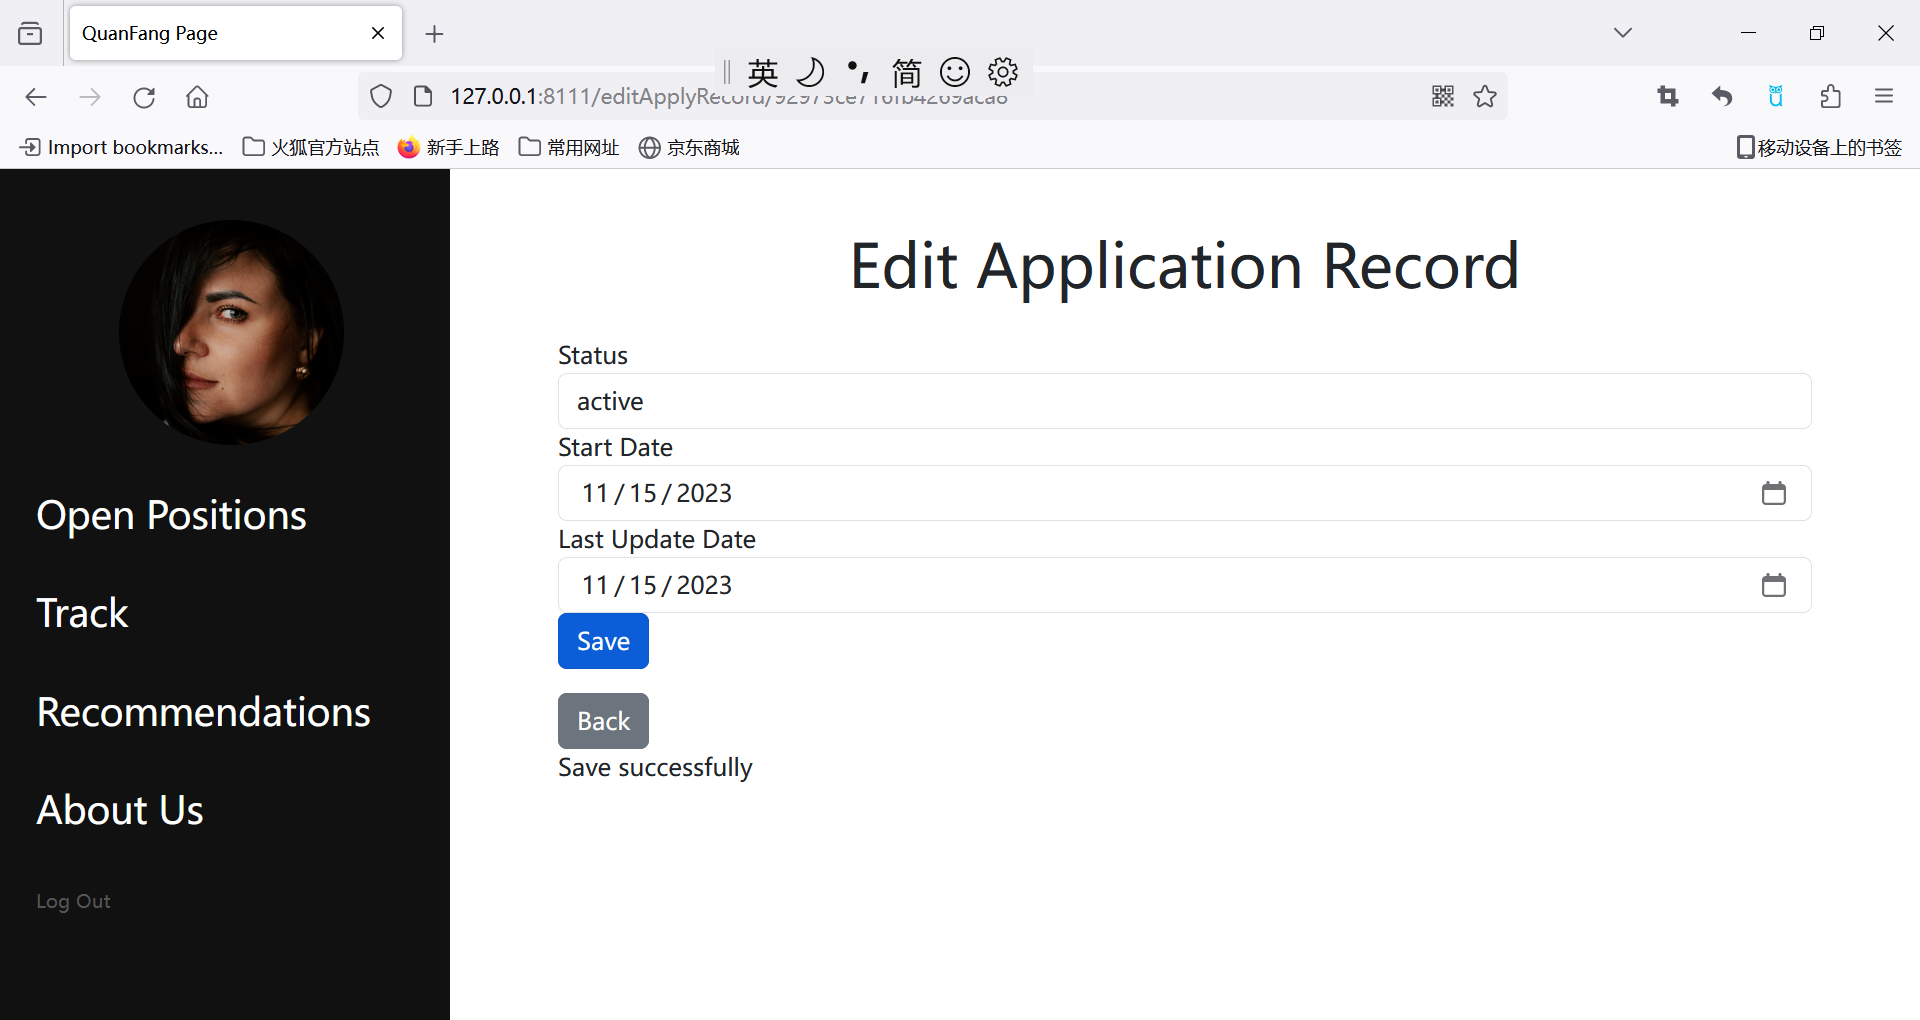 QuanFang Page
英 简
127.0.0.1:8111/editApplyRecord/
Import bookmarks... 火狐官方站点 新手上路 常用网址 京东商城 移动设备上的书签
Edit Application Record
Status
active
Start Date
11/15/2023
Last Update Date
11/15/2023
Save
Back
Save successfully
Open Positions
Track
Recommendations
About Us
Log Out